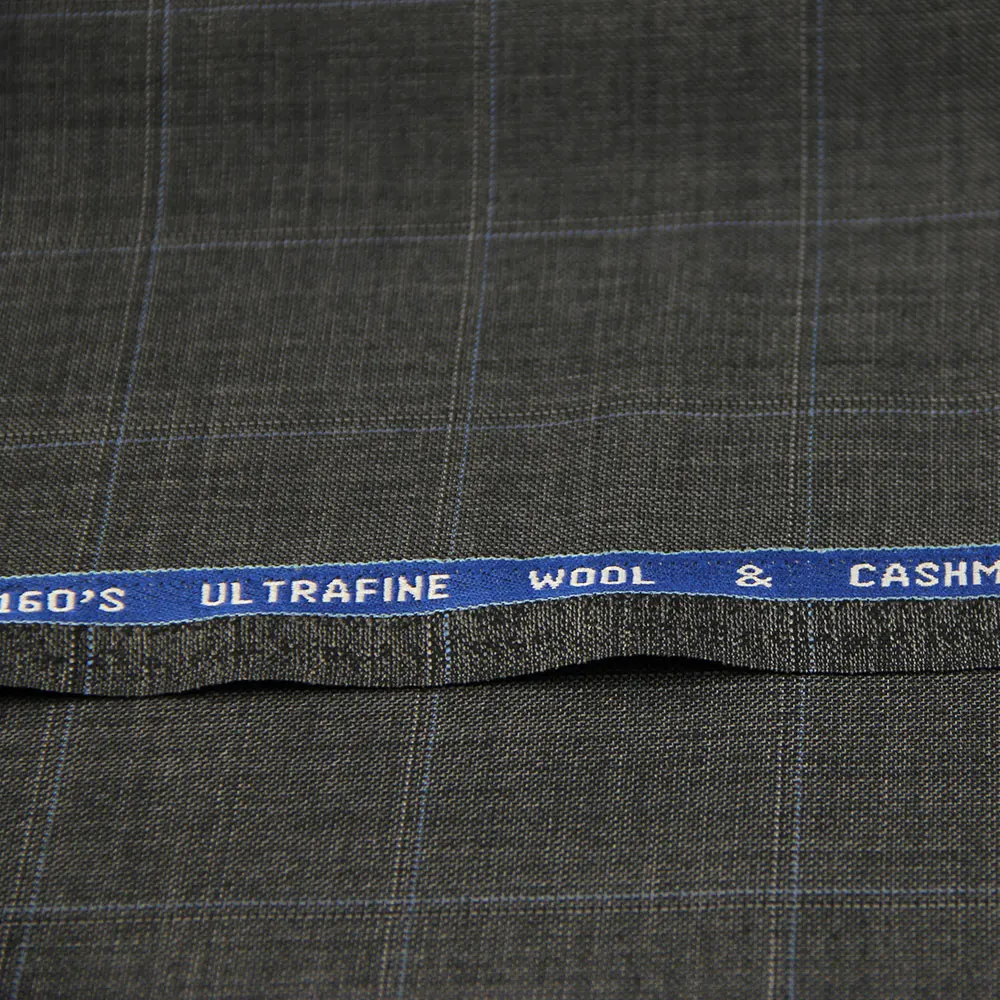 160'S ULTRAFINE WOOL & CASHM